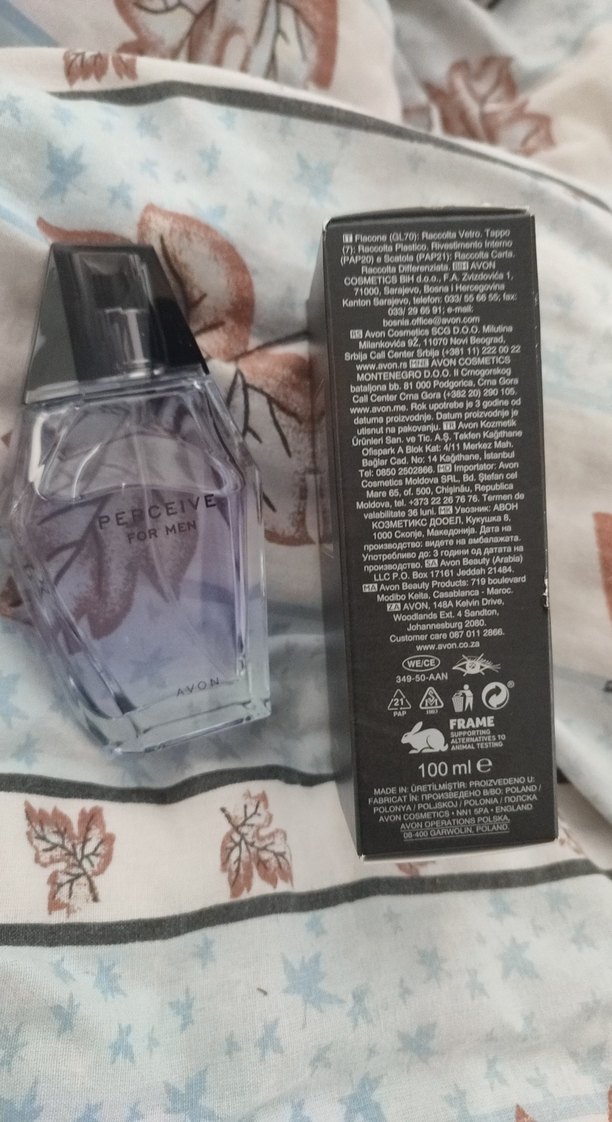 PERCEIVE
FOR MEN
AVON
IT Flacone (GL70): Raccolta Vetro. Tappo
(7): Raccolta Plastico. Rivestimento Interno
(PAP20) e Scatola (PAP21): Raccolta Carta.
Raccolta Differenziata. BIH AVON
COSMETICS BIH d.o.o., F.A. Zvizdovića 1,
71000, Sarajevo, Bosna i Hercegovina
Kanton Sarajevo, telefon: 033/ 55 66 55; fax:
033/ 29 65 91; e-mail:
bosnia.office@avon.com
RS Avon Cosmetics SCG D.O.O. Milutina
Milankovića 9Ž, 11070 Novi Beograd,
Srbija Call Center Srbija (+381 11) 222 00 22
www.avon.rs MNE AVON COSMETICS
MONTENEGRO D.O.O. II Crnogorskog
bataljona bb. 81 000 Podgorica, Crna Gora
Call Center Crna Gora (+382 20) 290 105.
www.avon.me. Rok upotrebe je 3 godine od
datuma proizvodnje. Datum proizvodnje je
utisnut na pakovanju. TR Avon Kozmetik
Ürünleri San. ve Tic. A.Ş. Tekfen Kağıthane
Ofispark A Blok Kat: 4/11 Merkez Mah.
Bağlar Cad. No: 14 Kağıthane, İstanbul
Tel: 0850 2502866. MD Importator: Avon
Cosmetics Moldova SRL, Bd. Ştefan cel
Mare 65, of. 500, Chişinău, Republica
Moldova, tel. +373 22 26 76 76. Termen de
valabilitate 36 luni. MK Увозник: АВОН
КОЗМЕТИКС ДООЕЛ, Кукушка 8,
1000 Скопје, Македонија. Дата на
производство: видете на амбалажата.
Употребливо до: 3 години од датата на
производство. SA Avon Beauty (Arabia)
LLC P.O. Box 17161 Jeddah 21484.
MA Avon Beauty Products: 719 boulevard
Modibo Keita, Casablanca - Maroc.
ZA AVON, 148A Kelvin Drive,
Woodlands Ext. 4 Sandton,
Johannesburg 2080.
Customer care 087 011 2866.
www.avon.co.za
WE/CE
349-50-AAN
21
PAP
FRAME
SUPPORTING
ALTERNATIVES TO
ANIMAL TESTING
100 ml ℮
MADE IN: ÜRETİLMİŞTİR: PROIZVEDENO U:
FABRICAT ÎN: ПРОИЗВЕДЕНО В/ВО: POLAND /
POLONYA / POLJSKOJ / POLONIA / ПОЛСКА
AVON COSMETICS • NN1 5PA • ENGLAND
AVON OPERATIONS POLSKA,
08-400 GARWOLIN, POLAND.